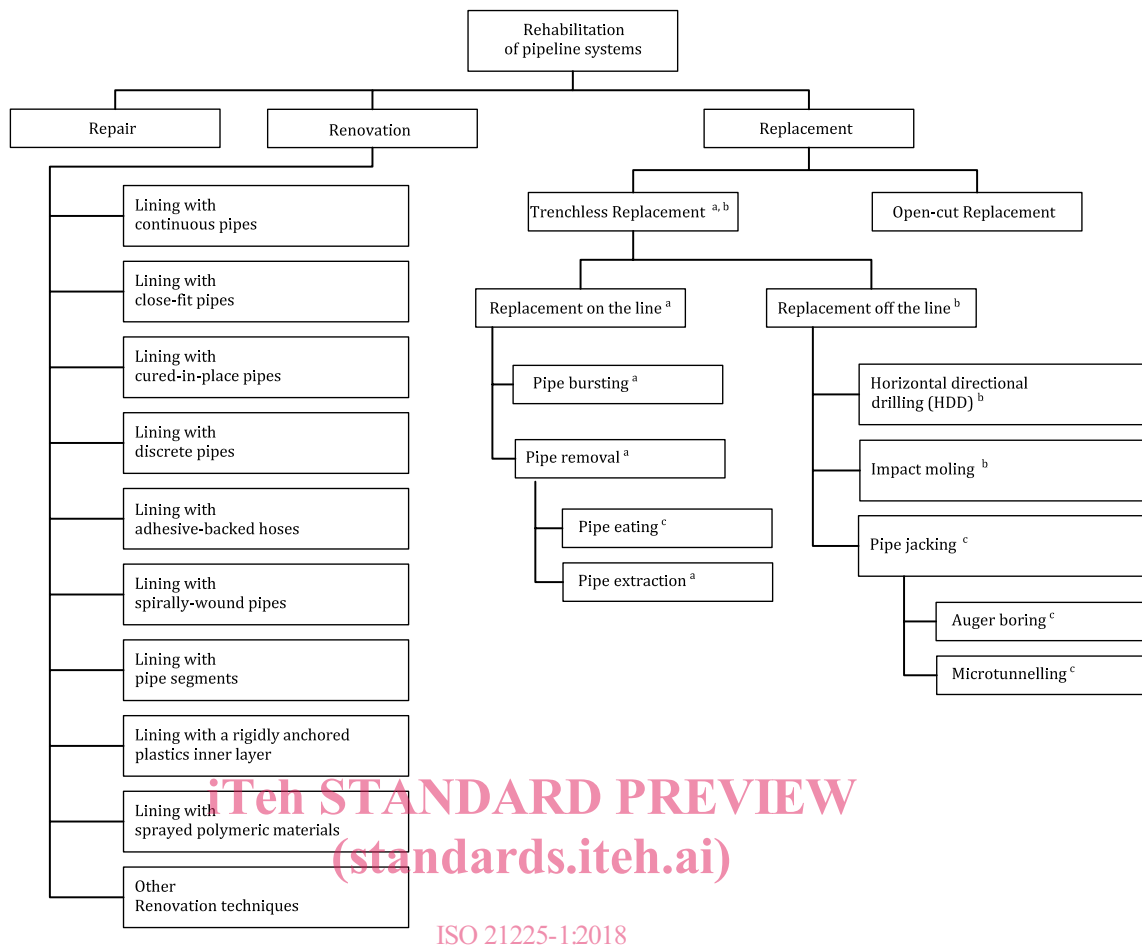 Rehabilitation
of pipeline systems
Repair
Renovation
Replacement
Lining with
continuous pipes
Lining with
close-fit pipes
Lining with
cured-in-place pipes
Lining with
discrete pipes
Lining with
adhesive-backed hoses
Lining with
spirally-wound pipes
Lining with
pipe segments
Lining with a rigidly anchored
plastics inner layer
Lining with
sprayed polymeric materials
Other
Renovation techniques
Trenchless Replacement a, b
Open-cut Replacement
Replacement on the line a
Replacement off the line b
Pipe bursting a
Pipe removal a
Pipe eating c
Pipe extraction a
Horizontal directional
drilling (HDD) b
Impact moling b
Pipe jacking c
Auger boring c
Microtunnelling c
iTeh STANDARD PREVIEW
(standards.iteh.ai)
ISO 21225-1:2018